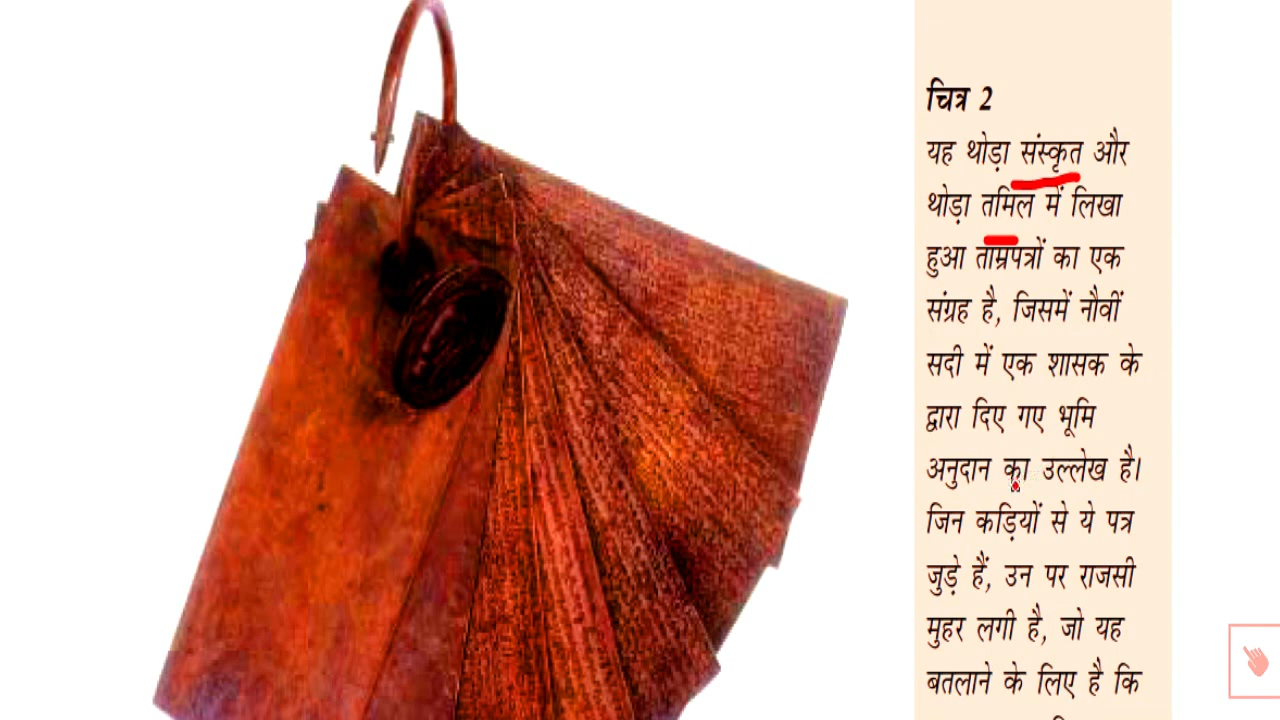 चित्र 2
यह थोड़ा संस्कृत और
थोड़ा तमिल में लिखा
हुआ ताम्रपत्रों का एक
संग्रह है, जिसमें नौवीं
सदी में एक शासक के
द्वारा दिए गए भूमि
अनुदान का उल्लेख है।
जिन कड़ियों से ये पत्र
जुड़े हैं, उन पर राजसी
मुहर लगी है, जो यह
बतलाने के लिए है कि